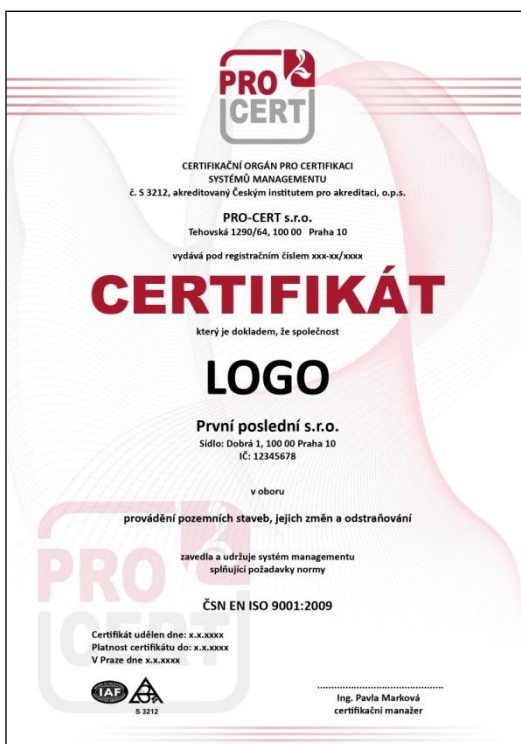 PRO
CERT
CERTIFIKAČNÍ ORGÁN PRO CERTIFIKACI
SYSTÉMŮ MANAGEMENTU
č. S 3212, akreditovaný Českým institutem pro akreditaci, o.p.s.
PRO-CERT s.r.o.
Tehovská 1290/64, 100 00 Praha 10
vydává pod registračním číslem xxx-xx/xxxx
CERTIFIKÁT
který je dokladem, že společnost
LOGO
První poslední s.r.o.
Sídlo: Dobrá 1, 100 00 Praha 10
IČ: 12345678
v oboru
provádění pozemních staveb, jejich změn a odstraňování
zavedla a udržuje systém managementu
splňující požadavky normy
PRO
CERT
ČSN EN ISO 9001:2009
Certifikát udělen dne: x.x.xxxx
Platnost certifikátu do: x.x.xxxx
V Praze dne x.x.xxxx
IAF
S 3212
Ing. Pavla Marková
certifikační manažer